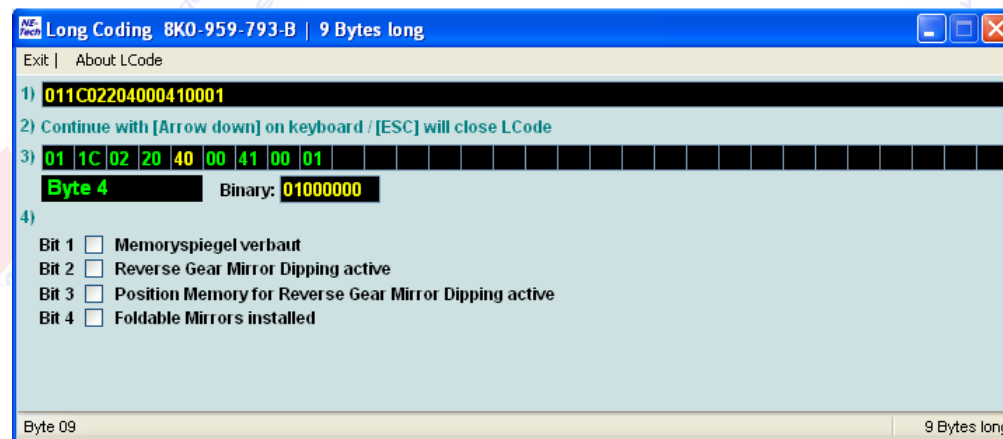 NE-Tech Long Coding 8K0-959-793-B | 9 Bytes long
Exit | About LCode
1) 011C02204000410001
2) Continue with [Arrow down] on keyboard / [ESC] will close LCode
3) 01 1C 02 20 40 00 41 00 01
Byte 4 Binary: 01000000
4)
Bit 1 Memoryspiegel verbaut
Bit 2 Reverse Gear Mirror Dipping active
Bit 3 Position Memory for Reverse Gear Mirror Dipping active
Bit 4 Foldable Mirrors installed
Byte 09 9 Bytes long